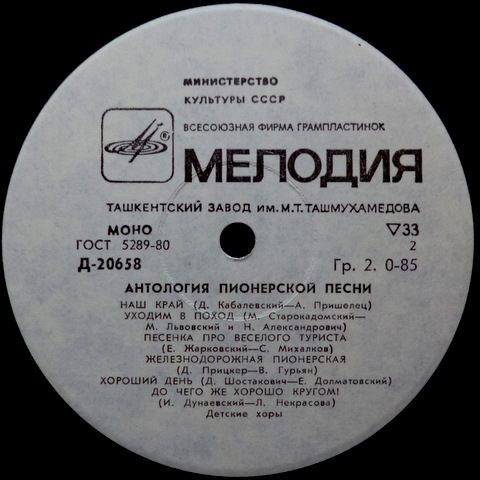 МИНИСТЕРСТВО
КУЛЬТУРЫ СССР
ВСЕСОЮЗНАЯ ФИРМА ГРАМПЛАСТИНОК
®
МЕЛОДИЯ
ТАШКЕНТСКИЙ ЗАВОД ИМ. М.Т. ТАШМУХАМЕДОВА
МОНО ▽33
ГОСТ 5289-80 2
Д-20658 Гр. 2. 0-85
АНТОЛОГИЯ ПИОНЕРСКОЙ ПЕСНИ
НАШ КРАЙ (Д. Кабалевский—А. Пришелец)
УХОДИМ В ПОХОД (М. Старокадомский—
М. Львовский и Н. Александрович)
ПЕСЕНКА ПРО ВЕСЕЛОГО ТУРИСТА
(Е. Жарковский—С. Михалков)
ЖЕЛЕЗНОДОРОЖНАЯ ПИОНЕРСКАЯ
(Д. Прицкер—В. Гурьян)
ХОРОШИЙ ДЕНЬ (Д. Шостакович—Е. Долматовский)
ДО ЧЕГО ЖЕ ХОРОШО КРУГОМ!
(И. Дунаевский—Л. Некрасова)
Детские хоры